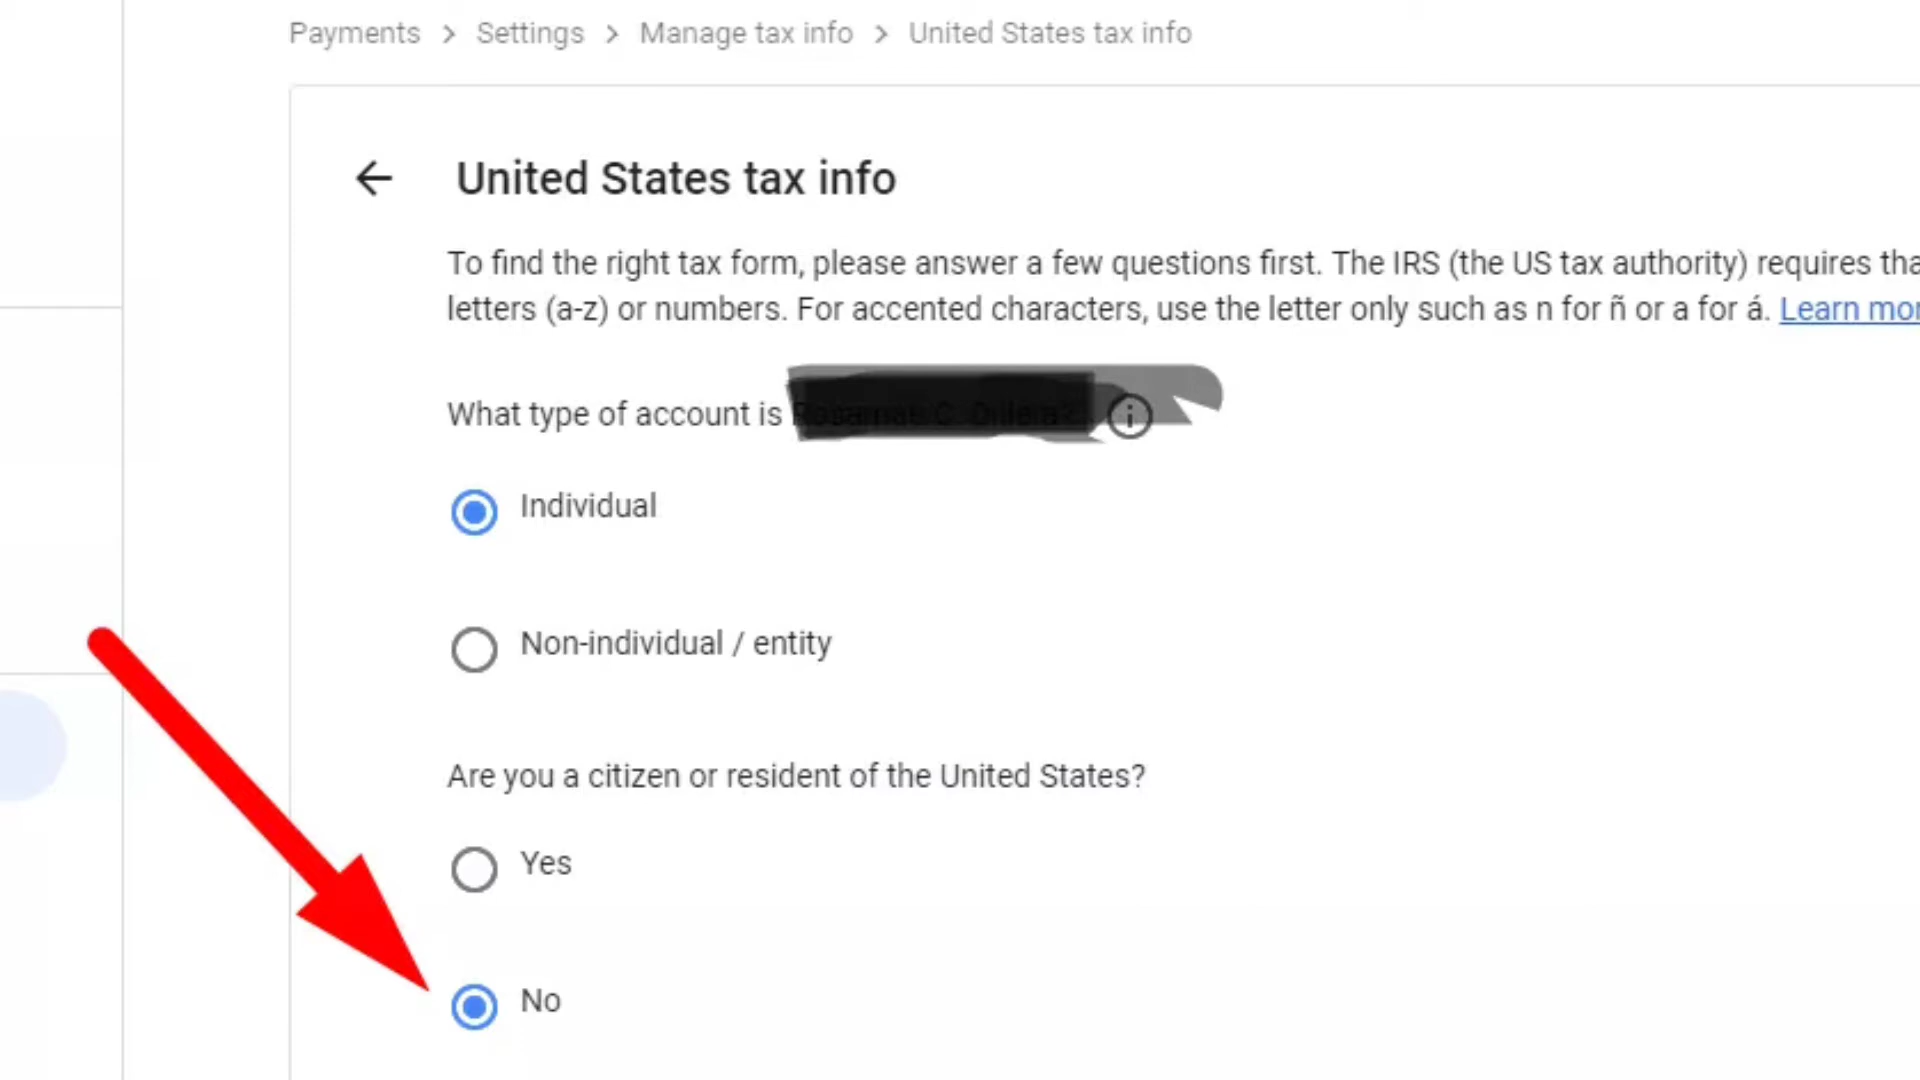 Payments > Settings > Manage tax info > United States tax info
United States tax info
To find the right tax form, please answer a few questions first. The IRS (the US tax authority) requires
letters (a-z) or numbers. For accented characters, use the letter only such as n for ñ or a for á. Learn
What type of account is
Individual
Non-individual / entity
Are you a citizen or resident of the United States?
Yes
No